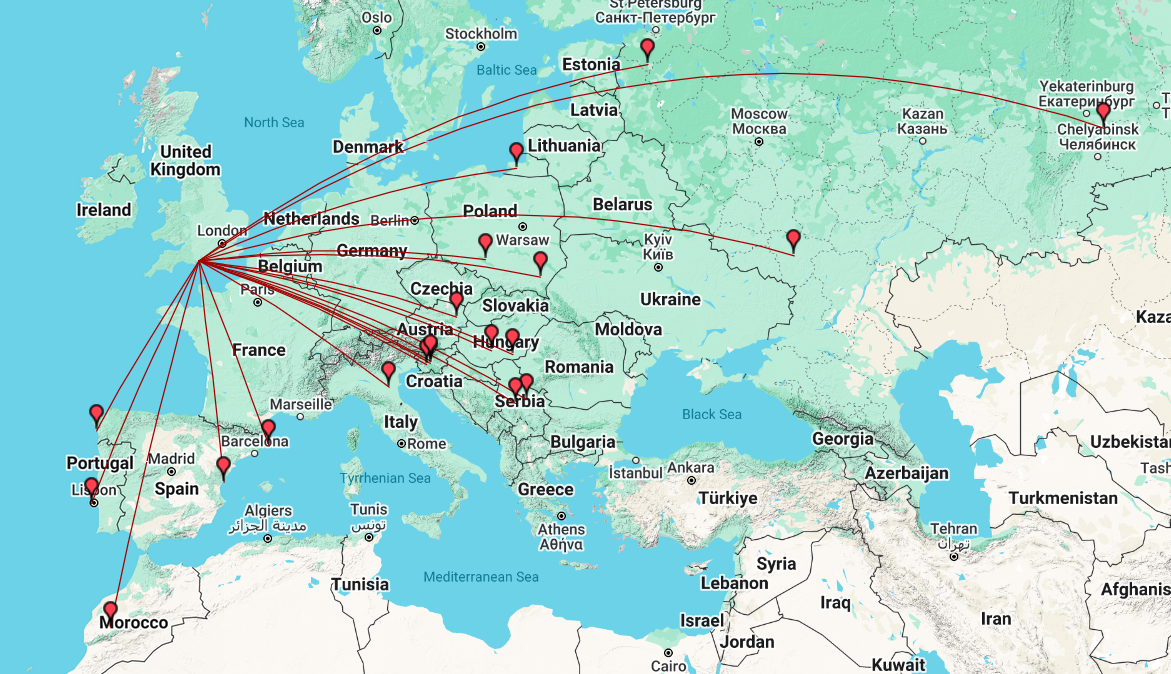 St Petersburg
Санкт-Петербург
Oslo
Stockholm
Baltic Sea
Estonia
Latvia
Yekaterinburg
Екатеринбург
Moscow
Москва
Kazan
Казань
Chelyabinsk
Челябинск
North Sea
United
Kingdom
Denmark
Lithuania
Ireland
Netherlands
Berlin
Poland
Belarus
London
Germany
Warsaw
Kyiv
Київ
Belgium
Paris
Czechia
Slovakia
Ukraine
Austria
Hungary
Moldova
France
Romania
Croatia
Kaza
Marseille
Serbia
Italy
Black Sea
Barcelona
Rome
Bulgaria
Georgia
Uzbekista
Portugal
Madrid
Spain
Lisbon
Tyrrhenian Sea
İstanbul
Ankara
Azerbaijan
Tash
Greece
Türkiye
Turkmenistan
Algiers
مدينة الجزائر
Tunis
تونس
Athens
Αθήνα
Tehran
تهران
Tunisia
Mediterranean Sea
Syria
Lebanon
Afghanis
Morocco
Iraq
Israel
Iran
Jordan
Cairo
Kuwait